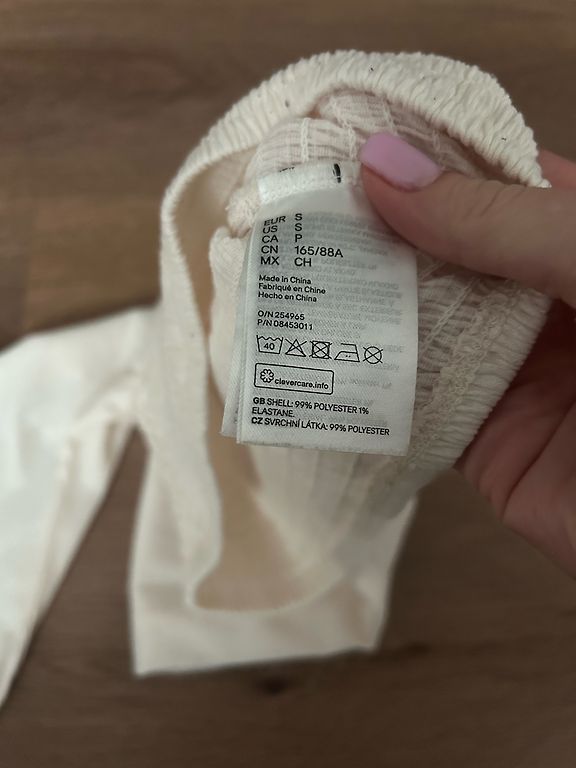 EUR S
US S
CA P
CN 165/88A
MX CH
Made in China
Fabriqué en Chine
Hecho en China
O/N 254965
P/N 08453011
40
clevercare.info
GB SHELL: 99% POLYESTER 1%
ELASTANE.
CZ SVRCHNÍ LÁTKA: 99% POLYESTER